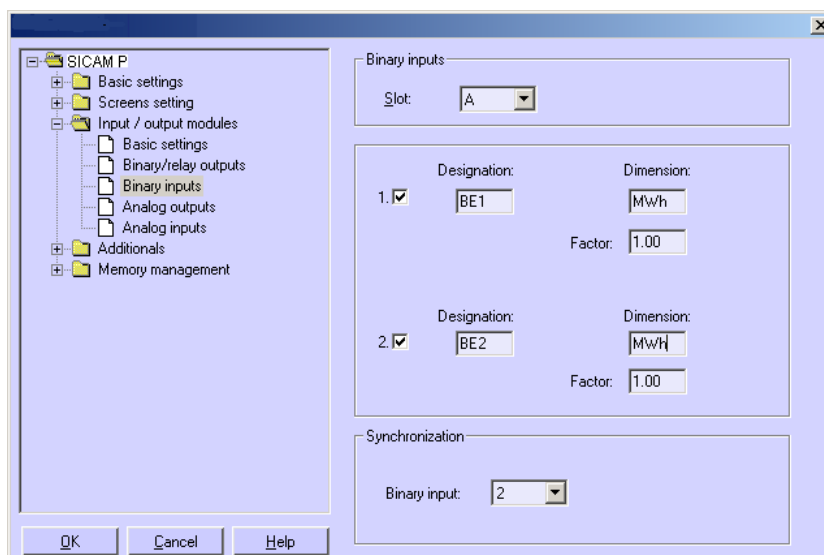 SICAM P
Basic settings
Screens setting
Input / output modules
Basic settings
Binary/relay outputs
Binary inputs
Analog outputs
Analog inputs
Additionals
Memory management
OK Cancel Help
Binary inputs
Slot: A
Designation: Dimension:
1. BE1 MWh
Factor: 1.00
Designation: Dimension:
2. BE2 MWh
Factor: 1.00
Synchronization
Binary input: 2